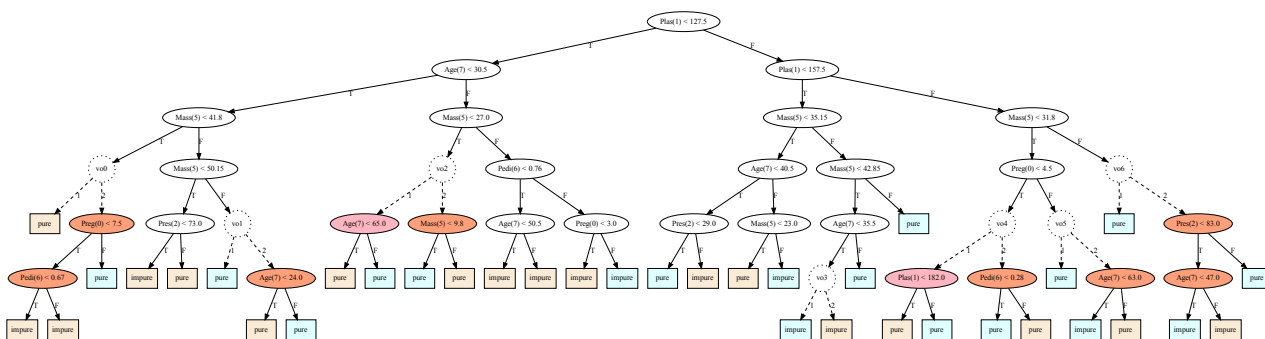 Plas(1) < 127.5
T
F
Age(7) < 30.5
Plas(1) < 157.5
T
F
T
F
Mass(5) < 41.8
Mass(5) < 27.0
Mass(5) < 35.15
Mass(5) < 31.8
T
F
T
F
T
F
T
F
vo0
Mass(5) < 50.15
vo2
Pedi(6) < 0.76
Age(7) < 40.5
Mass(5) < 42.85
Preg(0) < 4.5
vo6
1
2
T
F
1
2
T
F
T
F
T
F
T
F
1
2
pure
Preg(0) < 7.5
Pres(2) < 73.0
vo1
Age(7) < 65.0
Mass(5) < 9.8
Age(7) < 50.5
Preg(0) < 3.0
Pres(2) < 29.0
Mass(5) < 23.0
Age(7) < 35.5
pure
vo4
vo5
pure
Pres(2) < 83.0
T
F
T
F
1
2
T
F
T
F
T
F
T
F
T
F
T
F
T
F
1
2
1
2
T
F
Pedi(6) < 0.67
pure
impure
pure
pure
Age(7) < 24.0
pure
pure
pure
pure
impure
impure
impure
impure
pure
impure
pure
impure
vo3
pure
Plas(1) < 182.0
Pedi(6) < 0.28
pure
Age(7) < 63.0
Age(7) < 47.0
pure
T
F
T
F
1
2
T
F
T
F
T
F
T
F
impure
impure
pure
pure
impure
impure
pure
pure
pure
pure
impure
pure
impure
impure